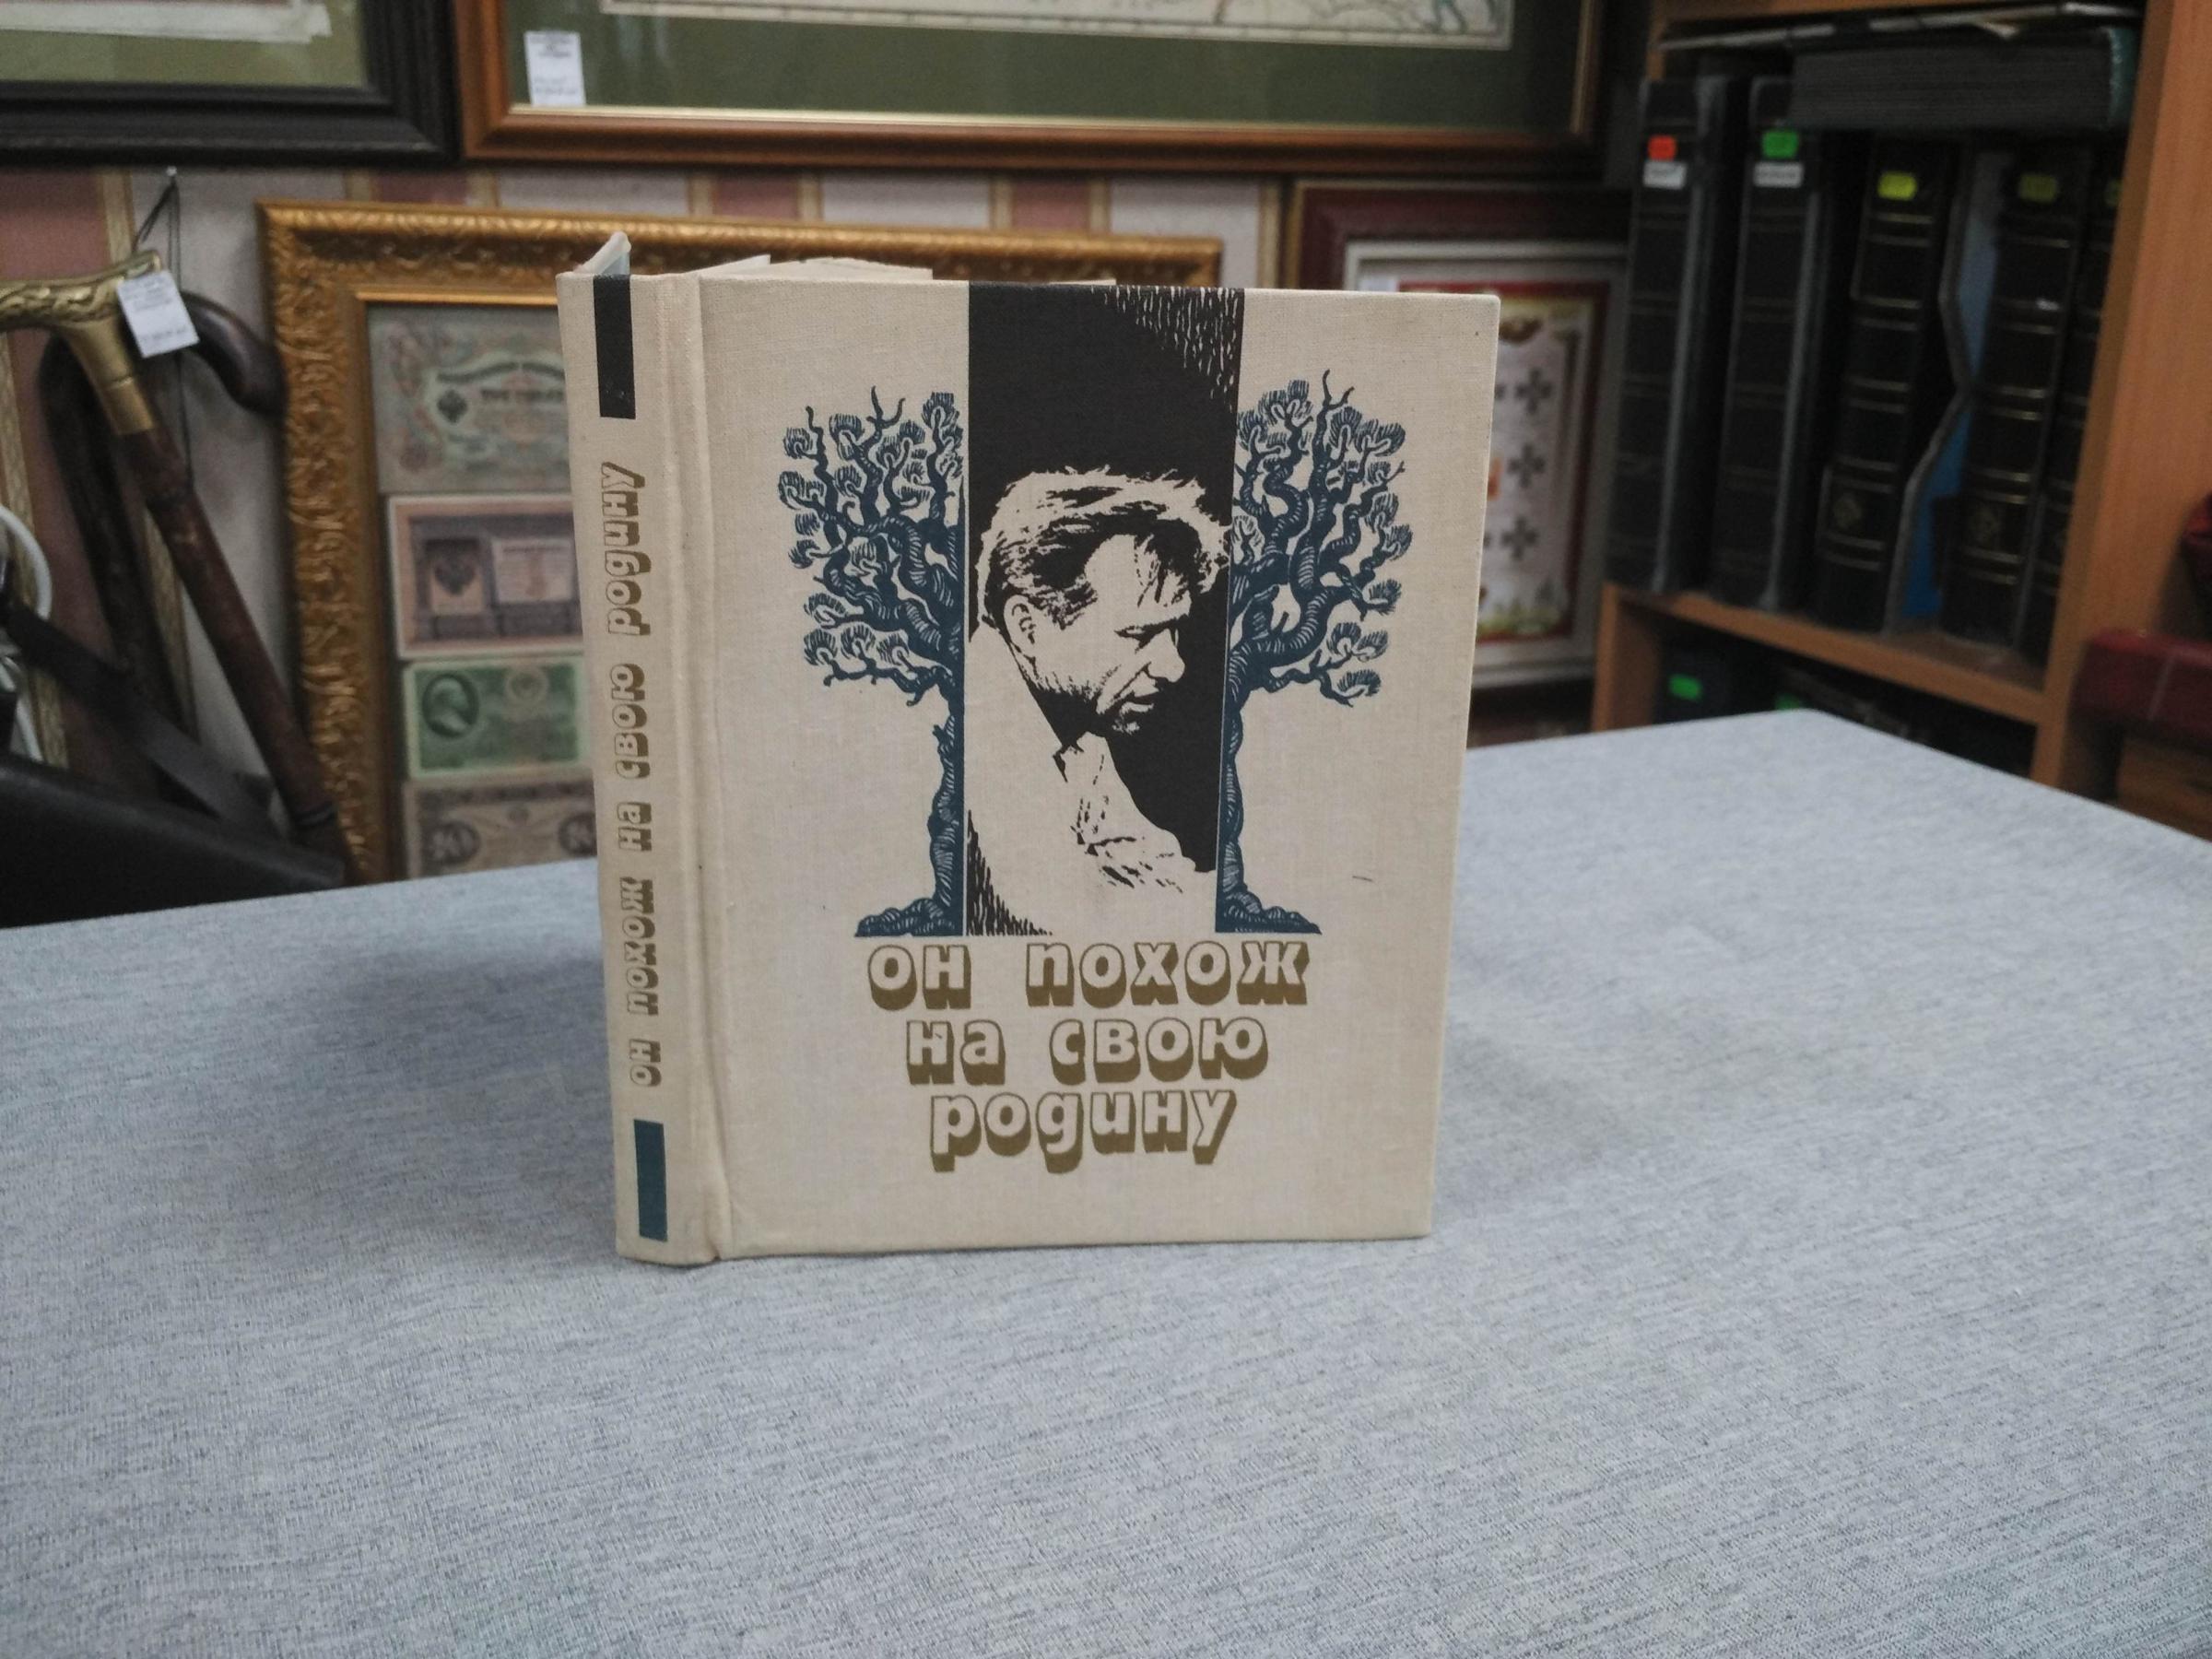 он похож на свою родину
он похож
на свою
родину